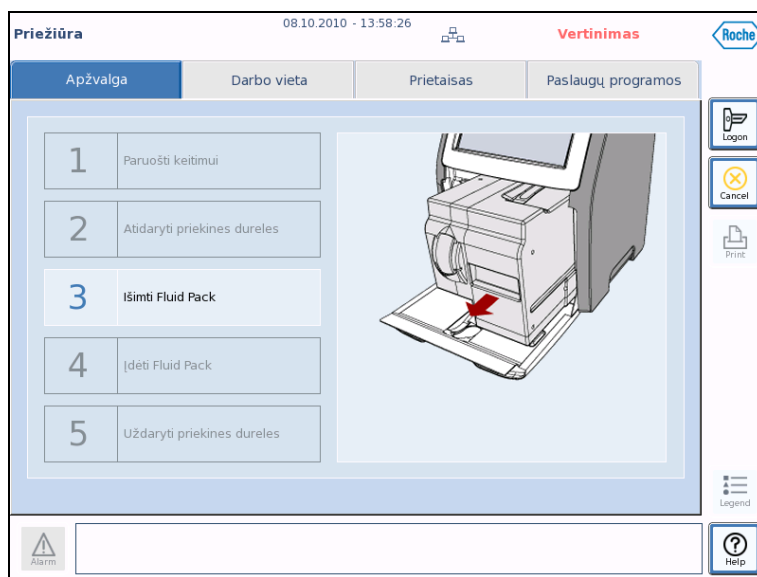 Priežiūra
08.10.2010 - 13:58:26
Vertinimas
Roche
Apžvalga
Darbo vieta
Prietaisas
Paslaugų programos
1
Paruošti keitimui
2
Atidaryti priekines dureles
3
Išimti Fluid Pack
4
Įdėti Fluid Pack
5
Uždaryti priekines dureles
Logon
Cancel
Print
Legend
Alarm
Help